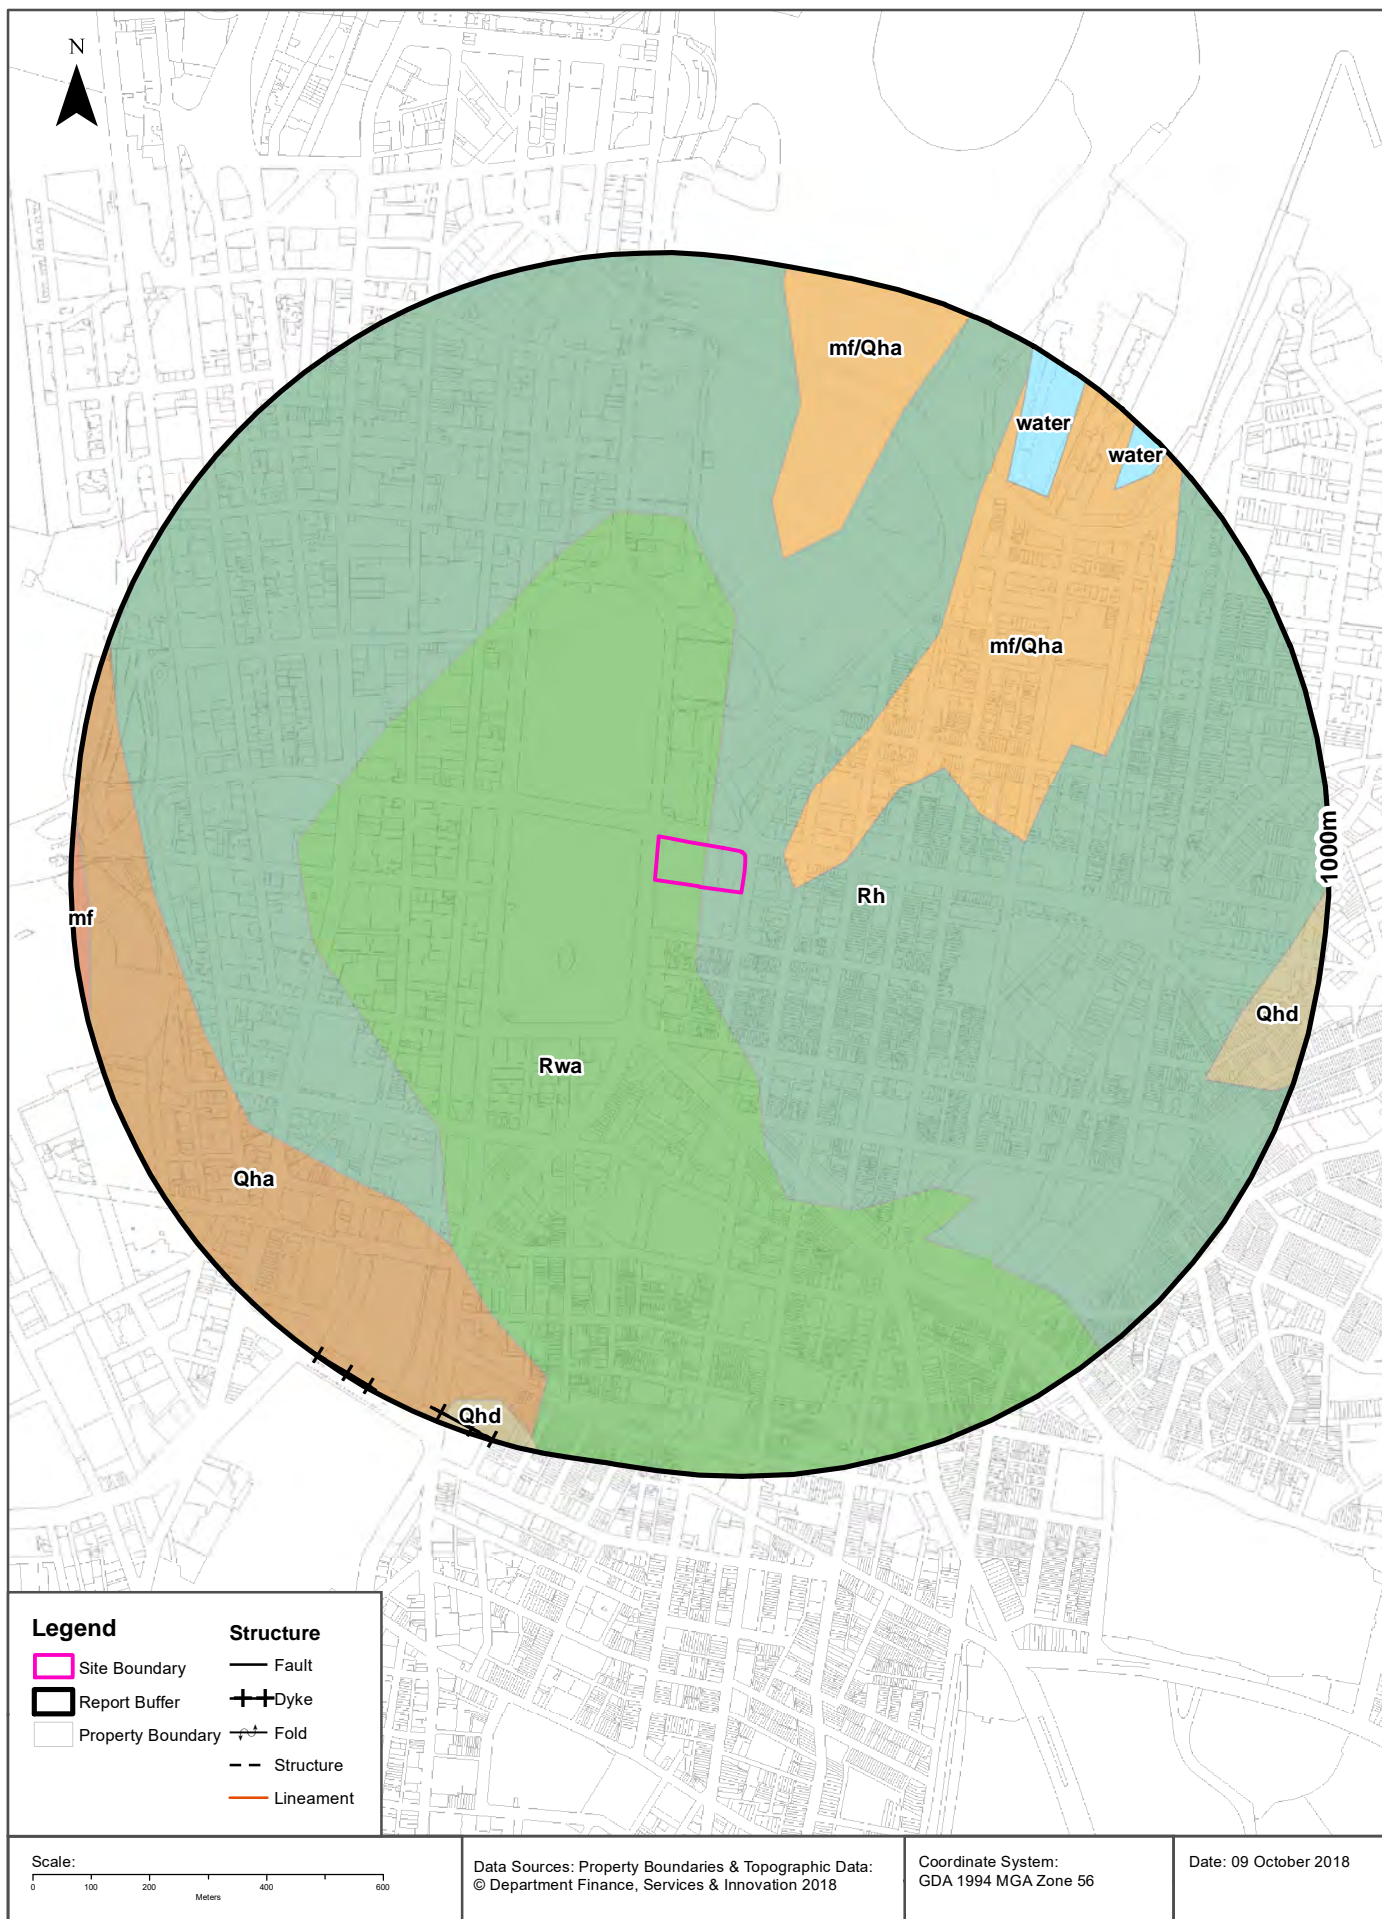 N
mf/Qha
water
water
mf/Qha
1000m
Rh
mf
Qhd
Rwa
Qha
Qhd
Legend
Site Boundary
Report Buffer
Property Boundary
Structure
Fault
Dyke
Fold
Structure
Lineament
Scale:
0 100 200 400 600
Meters
Data Sources: Property Boundaries & Topographic Data:
© Department Finance, Services & Innovation 2018
Coordinate System:
GDA 1994 MGA Zone 56
Date: 09 October 2018